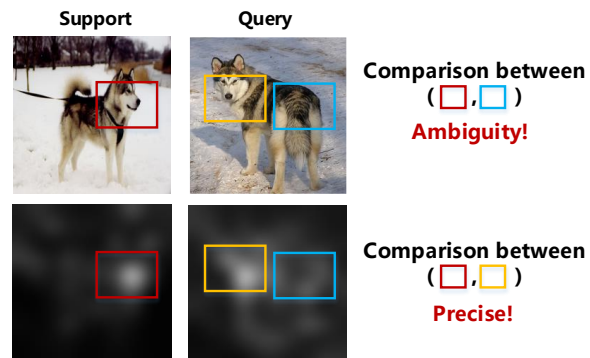 Support
Query
Comparison between
( , )
Ambiguity!
Comparison between
( , )
Precise!